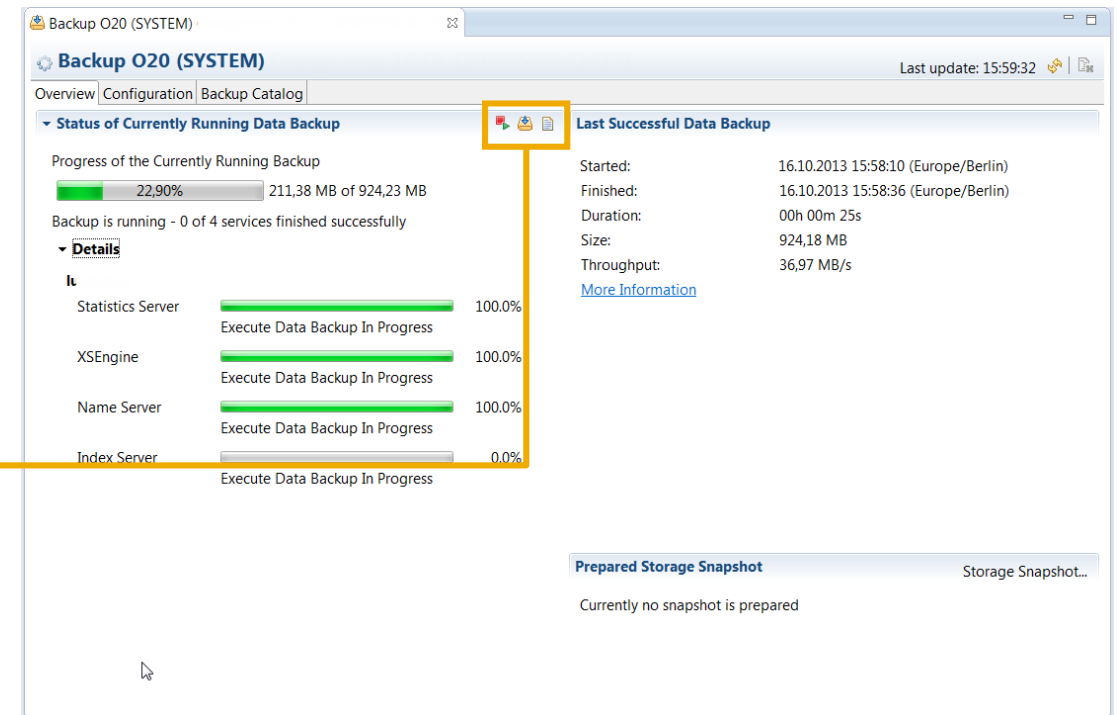 Backup O20 (SYSTEM)
Backup O20 (SYSTEM)
Last update: 15:59:32
Overview Configuration Backup Catalog
Status of Currently Running Data Backup
Progress of the Currently Running Backup
22,90% 211,38 MB of 924,23 MB
Backup is running - 0 of 4 services finished successfully
Details
Statistics Server 100.0%
Execute Data Backup In Progress
XSEngine 100.0%
Execute Data Backup In Progress
Name Server 100.0%
Execute Data Backup In Progress
Index Server 0.0%
Execute Data Backup In Progress
Last Successful Data Backup
Started: 16.10.2013 15:58:10 (Europe/Berlin)
Finished: 16.10.2013 15:58:36 (Europe/Berlin)
Duration: 00h 00m 25s
Size: 924,18 MB
Throughput: 36,97 MB/s
More Information
Prepared Storage Snapshot Storage Snapshot...
Currently no snapshot is prepared